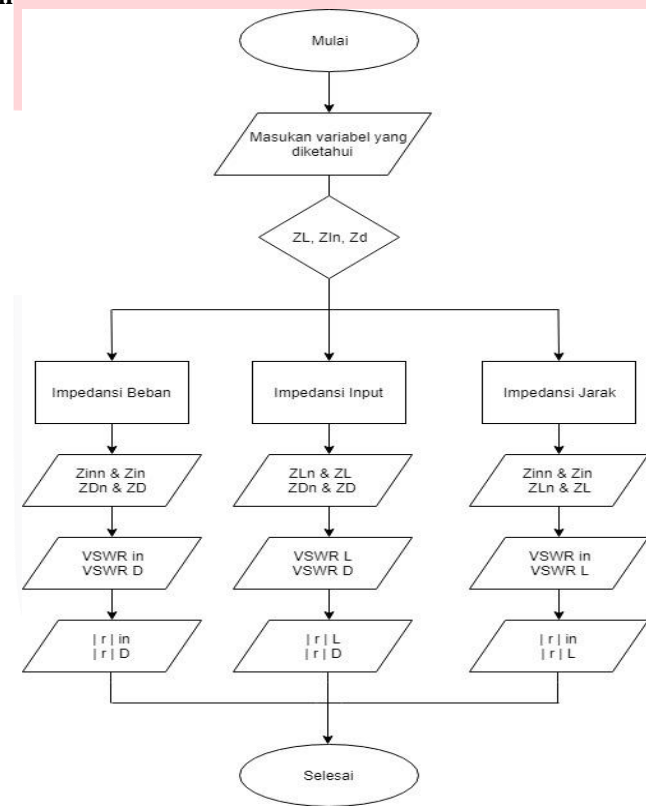 Mulai
Masukan variabel yang
diketahui
ZL, ZIn, Zd
Impedansi Beban
Impedansi Input
Impedansi Jarak
Zinn & Zin
ZDn & ZD
ZLn & ZL
ZDn & ZD
Zinn & Zin
ZLn & ZL
VSWR in
VSWR D
VSWR L
VSWR D
VSWR in
VSWR L
| r | in
| r | D
| r | L
| r | D
| r | in
| r | L
Selesai